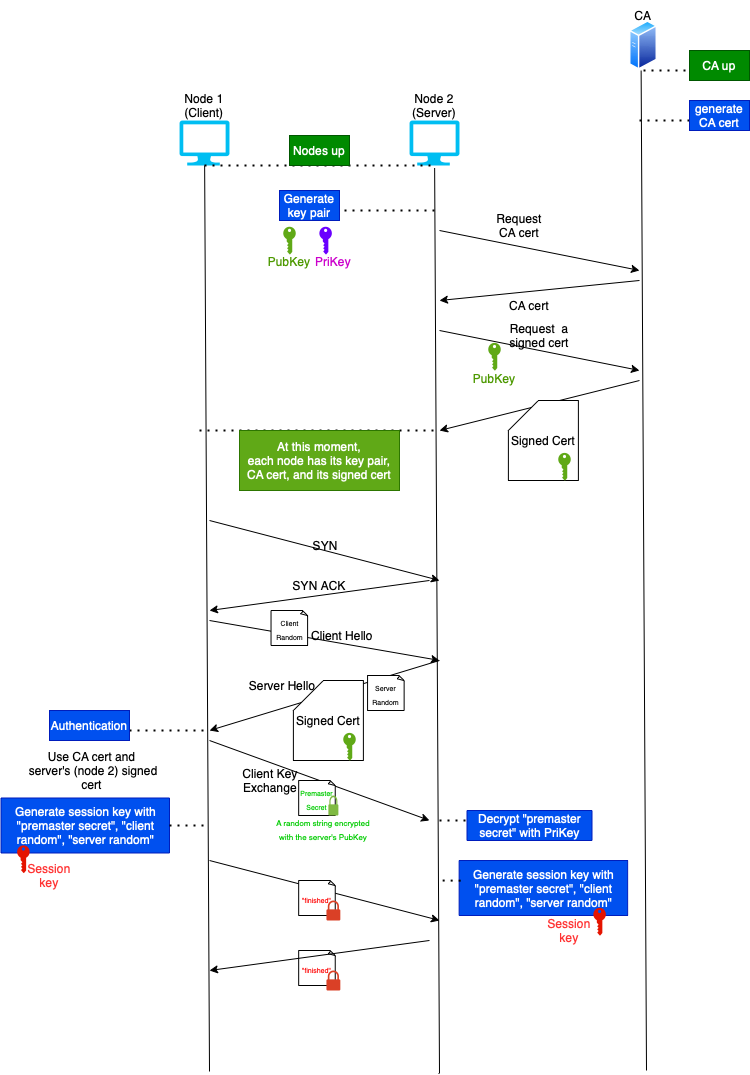 CA
CA up
generate
CA cert
Node 1
(Client)
Node 2
(Server)
Nodes up
Generate
key pair
PubKey
PriKey
Request
CA cert
CA cert
Request a
signed cert
PubKey
Signed Cert
At this moment,
each node has its key pair,
CA cert, and its signed cert
SYN
SYN ACK
Client
Random
Client Hello
Server Hello
Server
Random
Signed Cert
Authentication
Use CA cert and
server's (node 2) signed
cert
Client Key
Exchange
Premaster
Secret
A random string encrypted
with the server's PubKey
Decrypt "premaster
secret" with PriKey
Generate session key with
"premaster secret", "client
random", "server random"
Session
key
Generate session key with
"premaster secret", "client
random", "server random"
Session
key
"finished"
"finished"